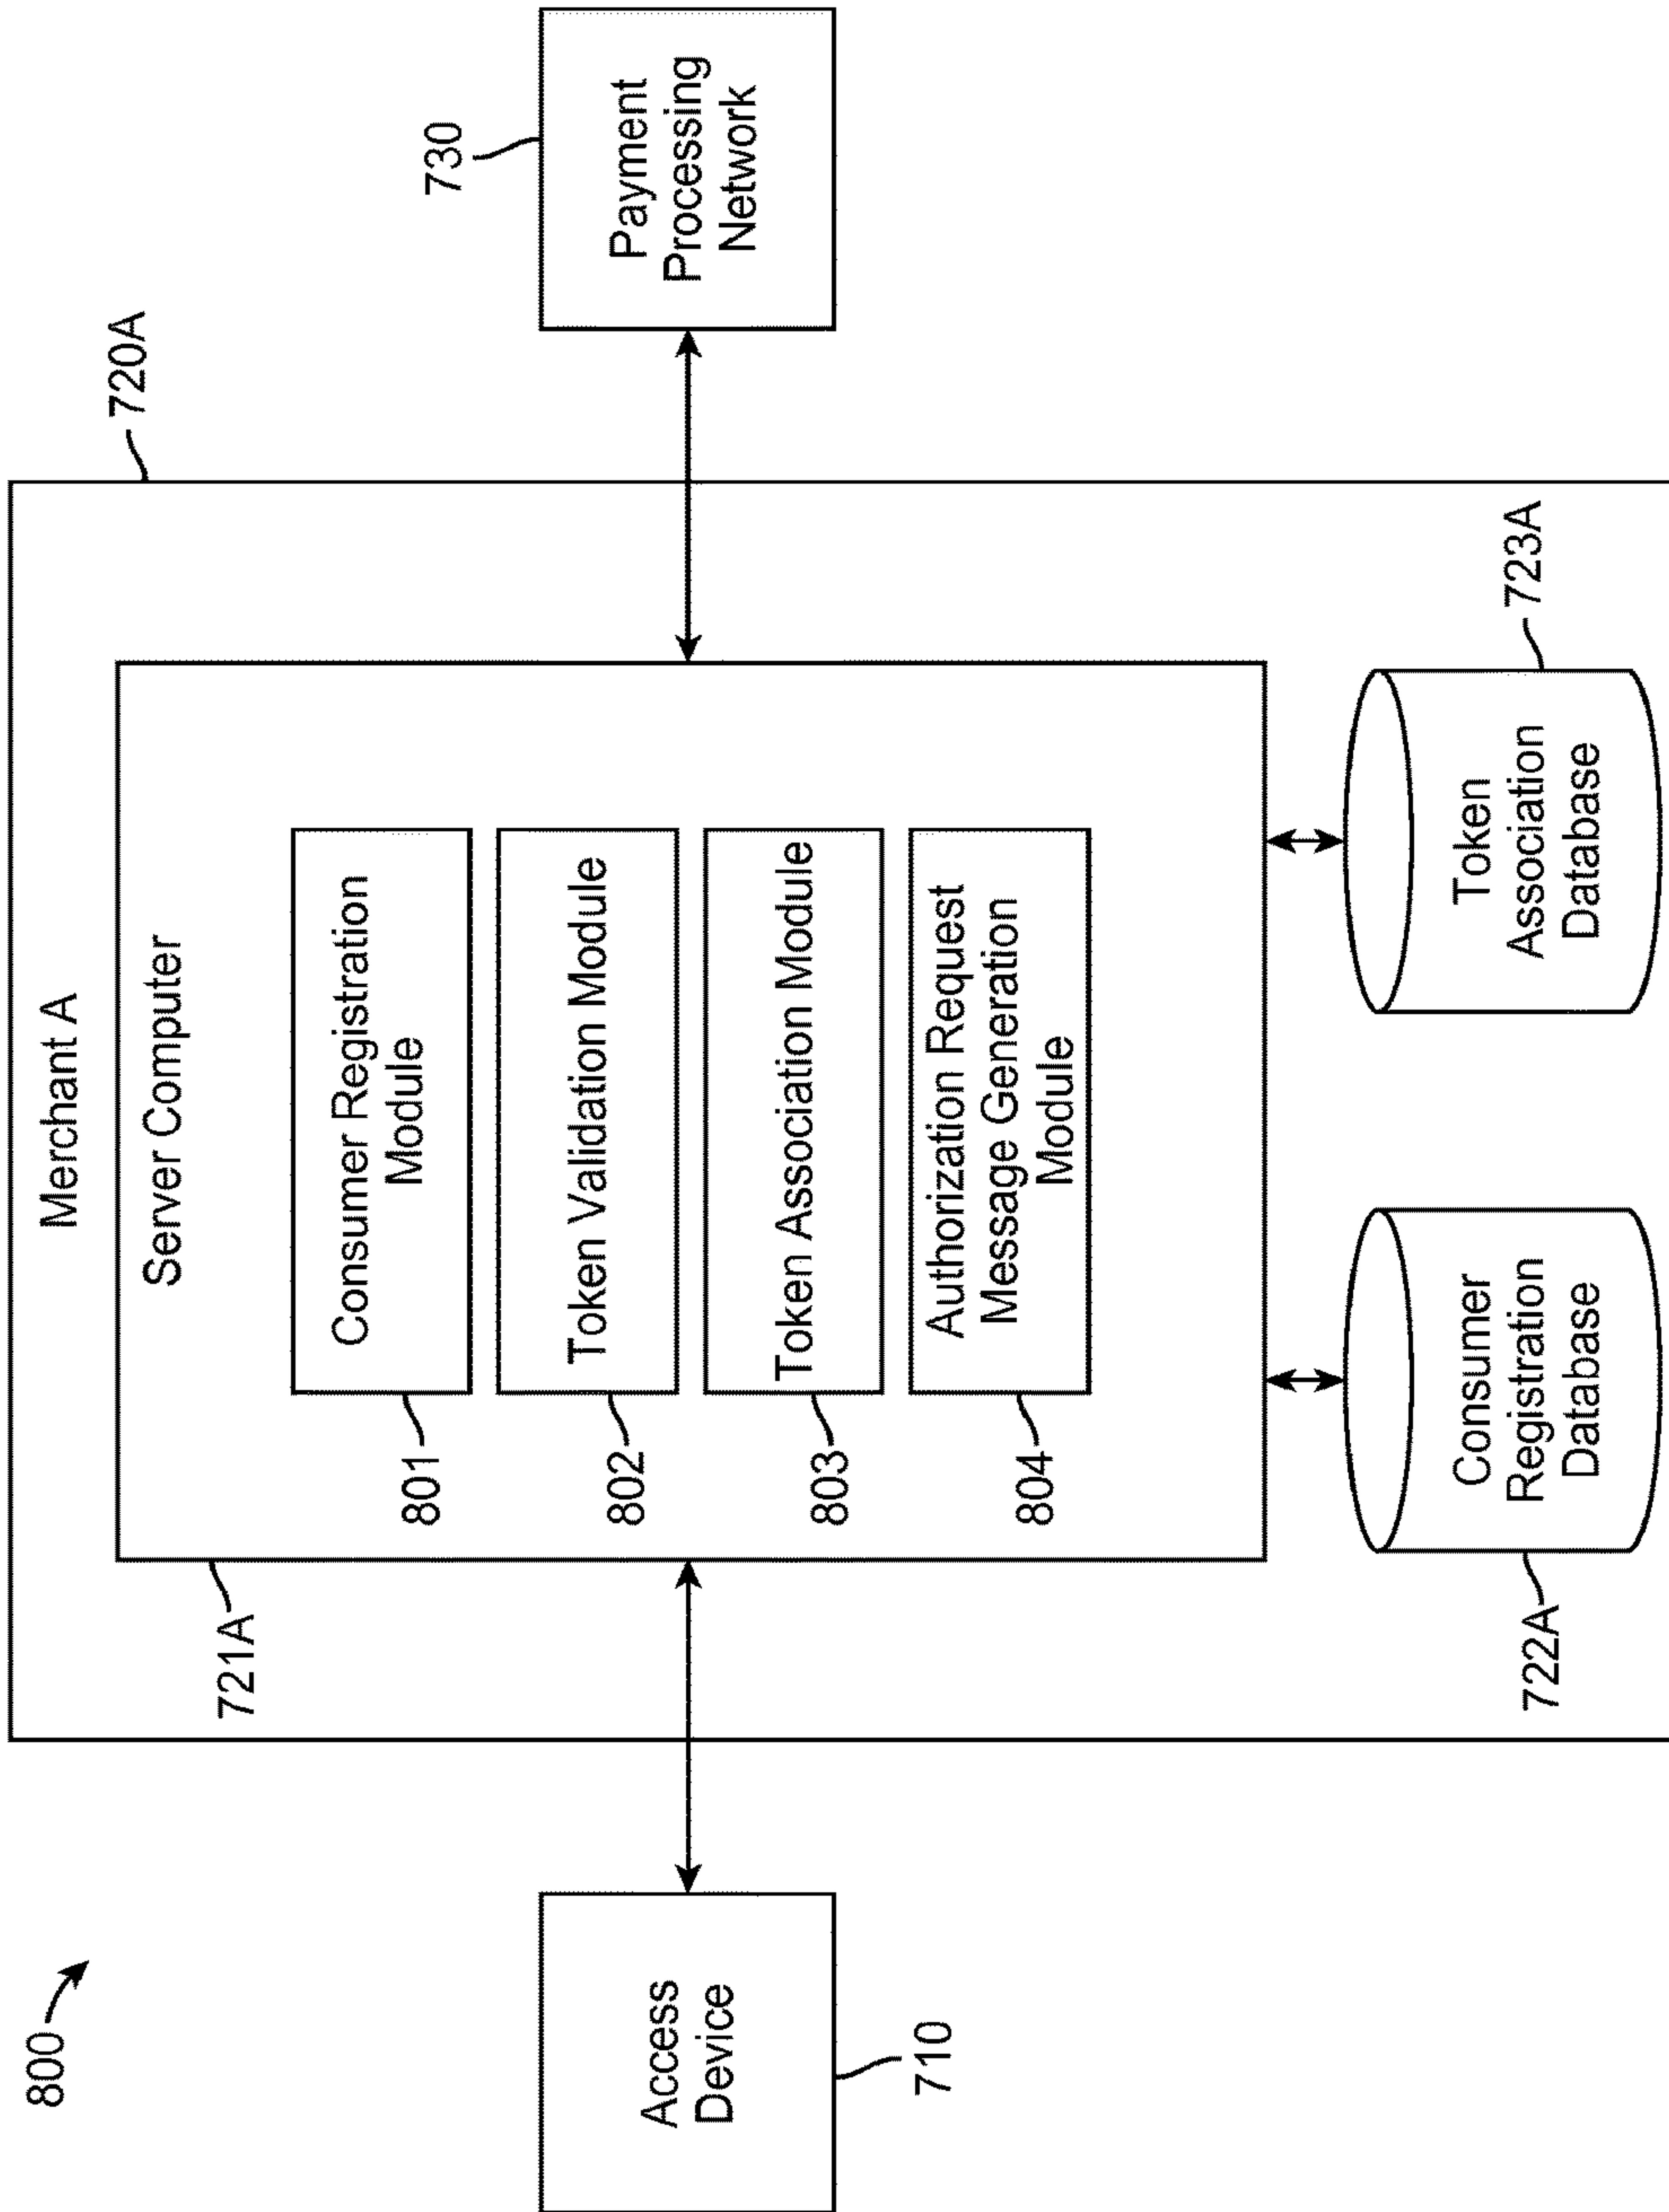 800
Merchant A
720A
Server Computer
721A
Consumer Registration
Module
801
Token Validation Module
802
Token Association Module
803
Authorization Request
Message Generation
Module
804
Access
Device
710
Payment
Processing
Network
730
Consumer
Registration
Database
722A
Token
Association
Database
723A